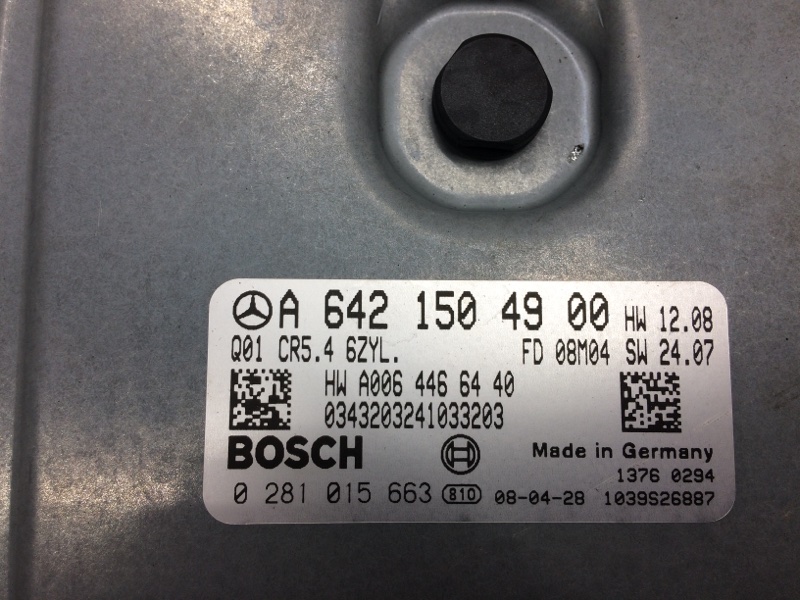 A 642 150 49 00 HW 12.08
Q01 CR5.4 6ZYL. FD 08M04 SW 24.07
HW A006 446 64 40
0343203241033203
BOSCH Made in Germany
1376 0294
0 281 015 663 810 08-04-28 1039S26887